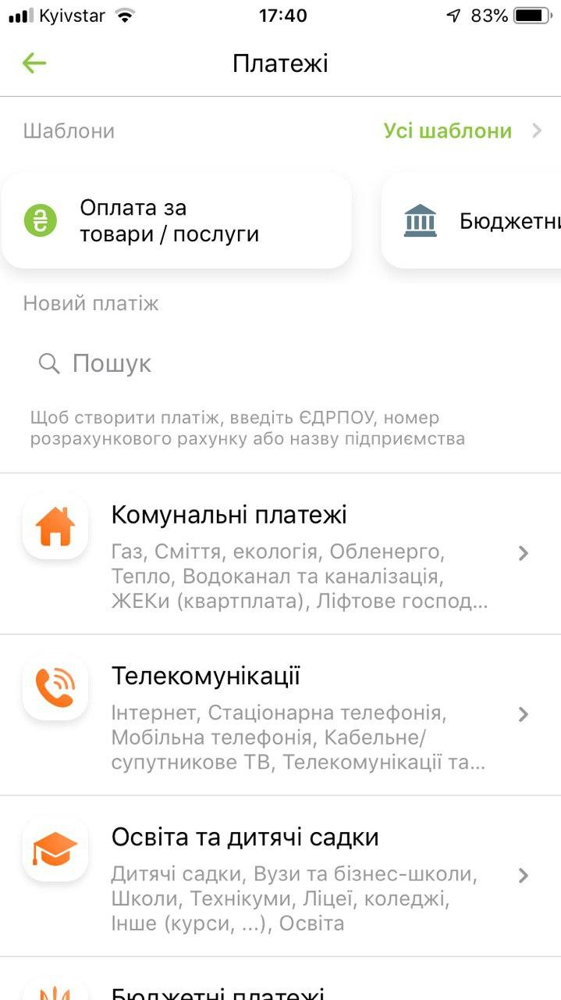 Kyivstar 17:40 83%
Платежі
Шаблони Усі шаблони
Оплата за
товари / послуги
Бюджетни
Новий платіж
Пошук
Щоб створити платіж, введіть ЄДРПОУ, номер
розрахункового рахунку або назву підприємства
Комунальні платежі
Газ, Сміття, екологія, Обленерго,
Тепло, Водоканал та каналізація,
ЖЕКи (квартплата), Ліфтове господ...
Телекомунікації
Інтернет, Стаціонарна телефонія,
Мобільна телефонія, Кабельне/
супутникове ТВ, Телекомунікації та...
Освіта та дитячі садки
Дитячі садки, Вузи та бізнес-школи,
Школи, Технікуми, Ліцеї, коледжі,
Інше (курси, ...), Освіта
Бюджетні платежі